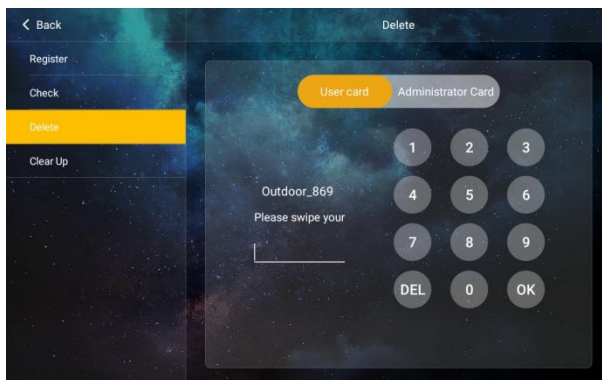 Back
Delete
Register
Check
Delete
Clear Up
User card
Administrator Card
Outdoor_869
Please swipe your
1 2 3
4 5 6
7 8 9
DEL 0 OK